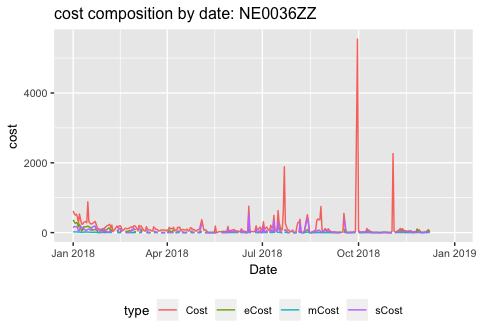 cost composition by date: NE0036ZZ
cost
4000
2000
0
Jan 2018
Apr 2018
Jul 2018
Oct 2018
Jan 2019
Date
type
Cost
eCost
mCost
sCost